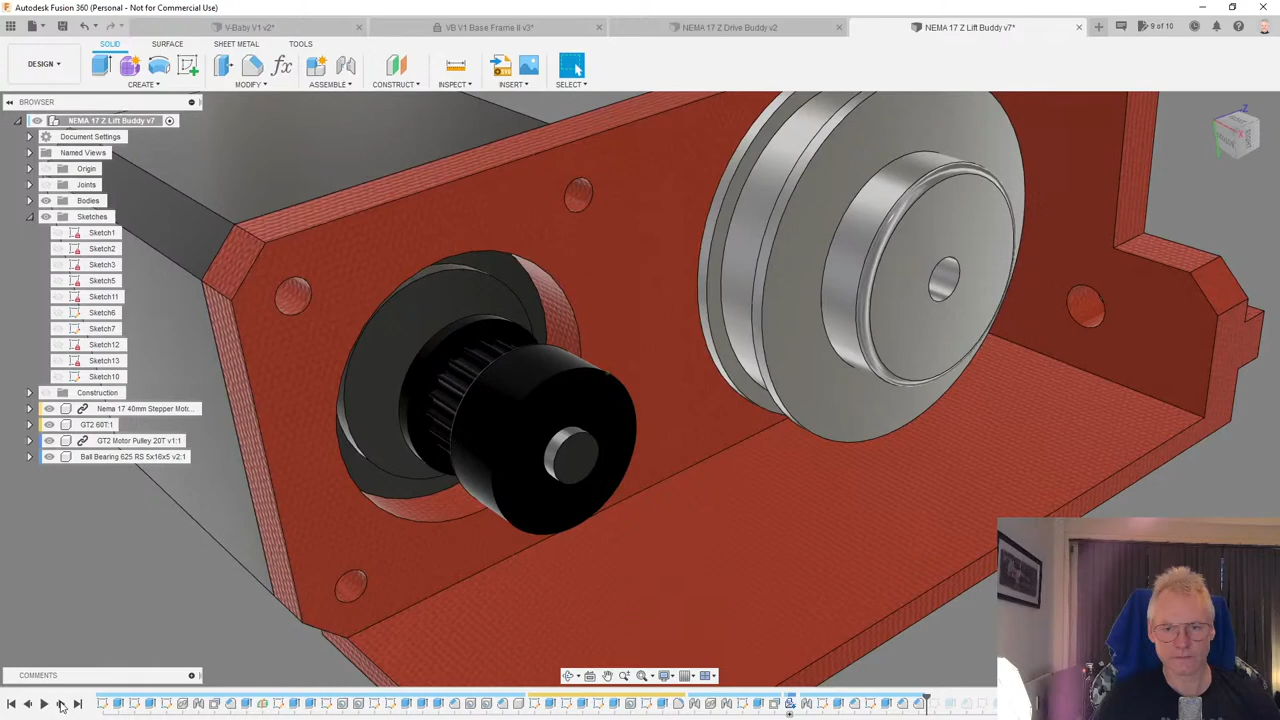 Autodesk Fusion 360 (Personal - Not for Commercial Use)
V-Baby V1 v2*
VB V1 Base Frame II v3*
NEMA 17 Z Drive Buddy v2
NEMA 17 Z Lift Buddy v7*
9 of 10
SOLID
SURFACE
SHEET METAL
TOOLS
DESIGN
CREATE
MODIFY
ASSEMBLE
CONSTRUCT
INSPECT
INSERT
SELECT
BROWSER
NEMA 17 Z Lift Buddy v7
Document Settings
Named Views
Origin
Joints
Bodies
Sketches
Sketch1
Sketch2
Sketch3
Sketch5
Sketch11
Sketch6
Sketch7
Sketch12
Sketch13
Sketch10
Construction
Nema 17 40mm Stepper Mot...
GT2 60T:1
GT2 Motor Pulley 20T v1:1
Ball Bearing 625 RS 5x16x5 v2:1
Z
X
COMMENTS